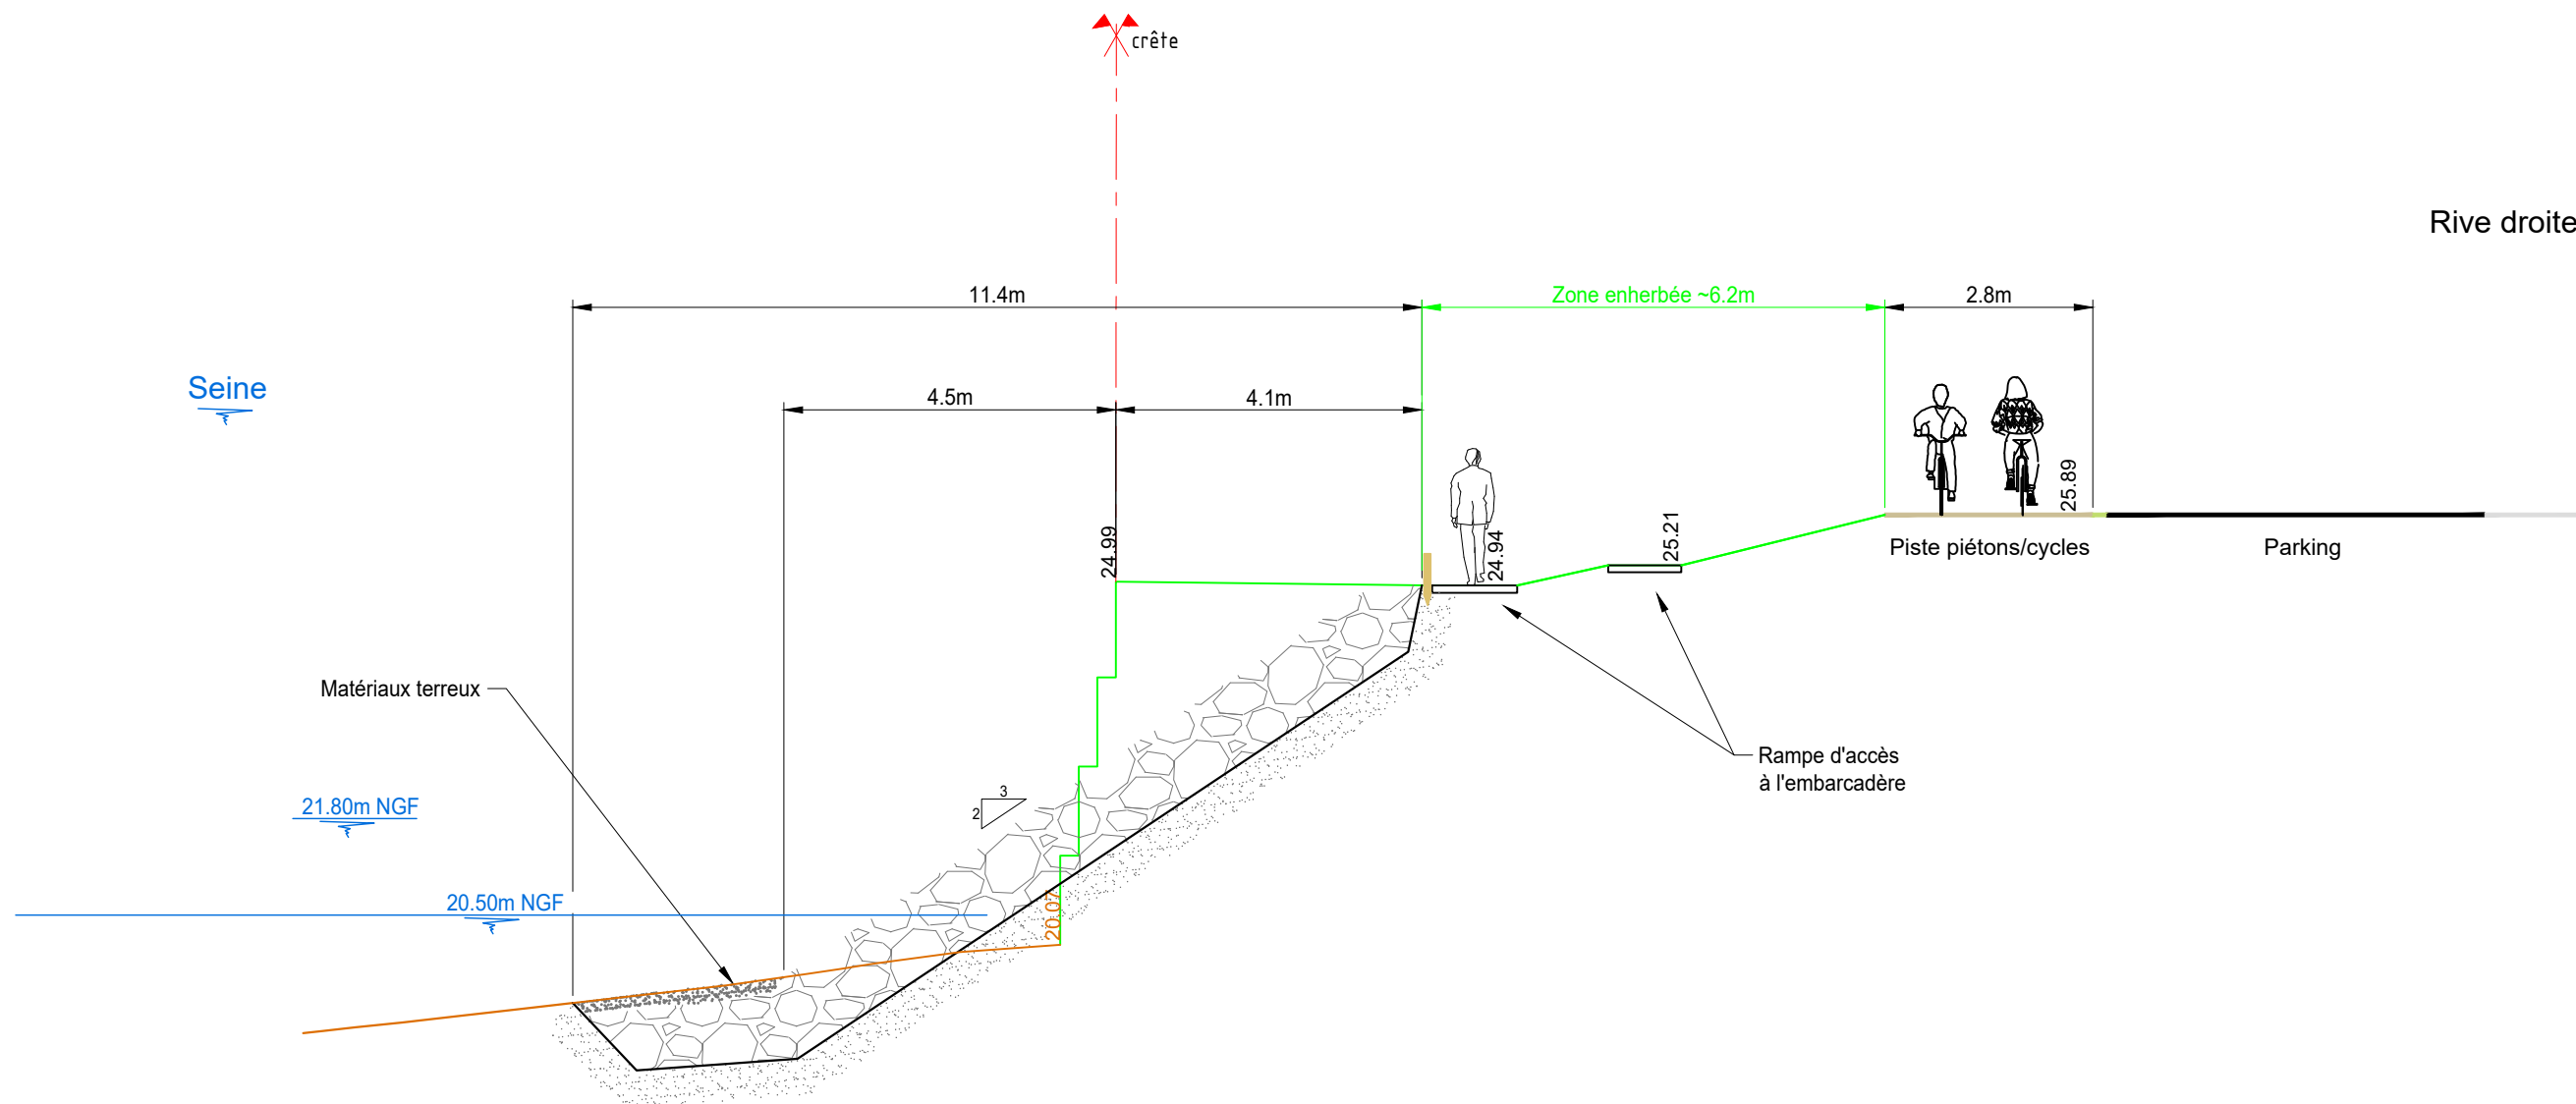 crête
Rive droite
11.4m
Zone enherbée ~6.2m
2.8m
Seine
4.5m
4.1m
24.99
24.94
25.21
25.89
Piste piétons/cycles
Parking
Matériaux terreux
Rampe d'accès
à l'embarcadère
3
2
21.80m NGF
20.50m NGF
20.07